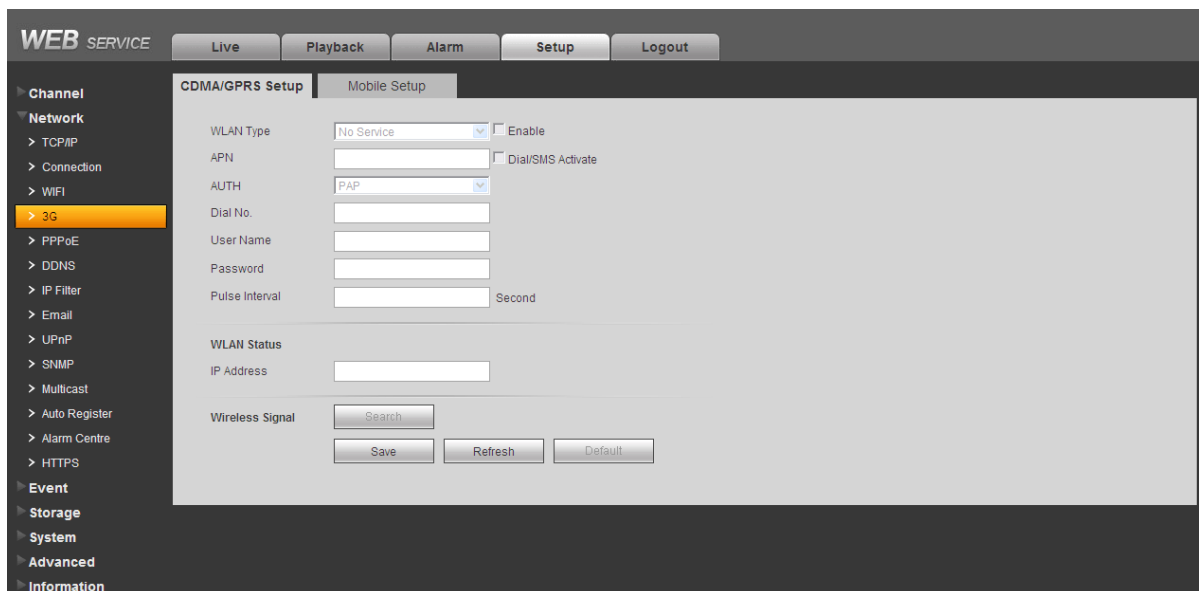 WEB SERVICE
Live Playback Alarm Setup Logout
Channel
Network
> TCP/IP
> Connection
> WIFI
> 3G
> PPPoE
> DDNS
> IP Filter
> Email
> UPnP
> SNMP
> Multicast
> Auto Register
> Alarm Centre
> HTTPS
Event
Storage
System
Advanced
Information
CDMA/GPRS Setup Mobile Setup
WLAN Type No Service Enable
APN Dial/SMS Activate
AUTH PAP
Dial No.
User Name
Password
Pulse Interval Second
WLAN Status
IP Address
Wireless Signal Search
Save Refresh Default